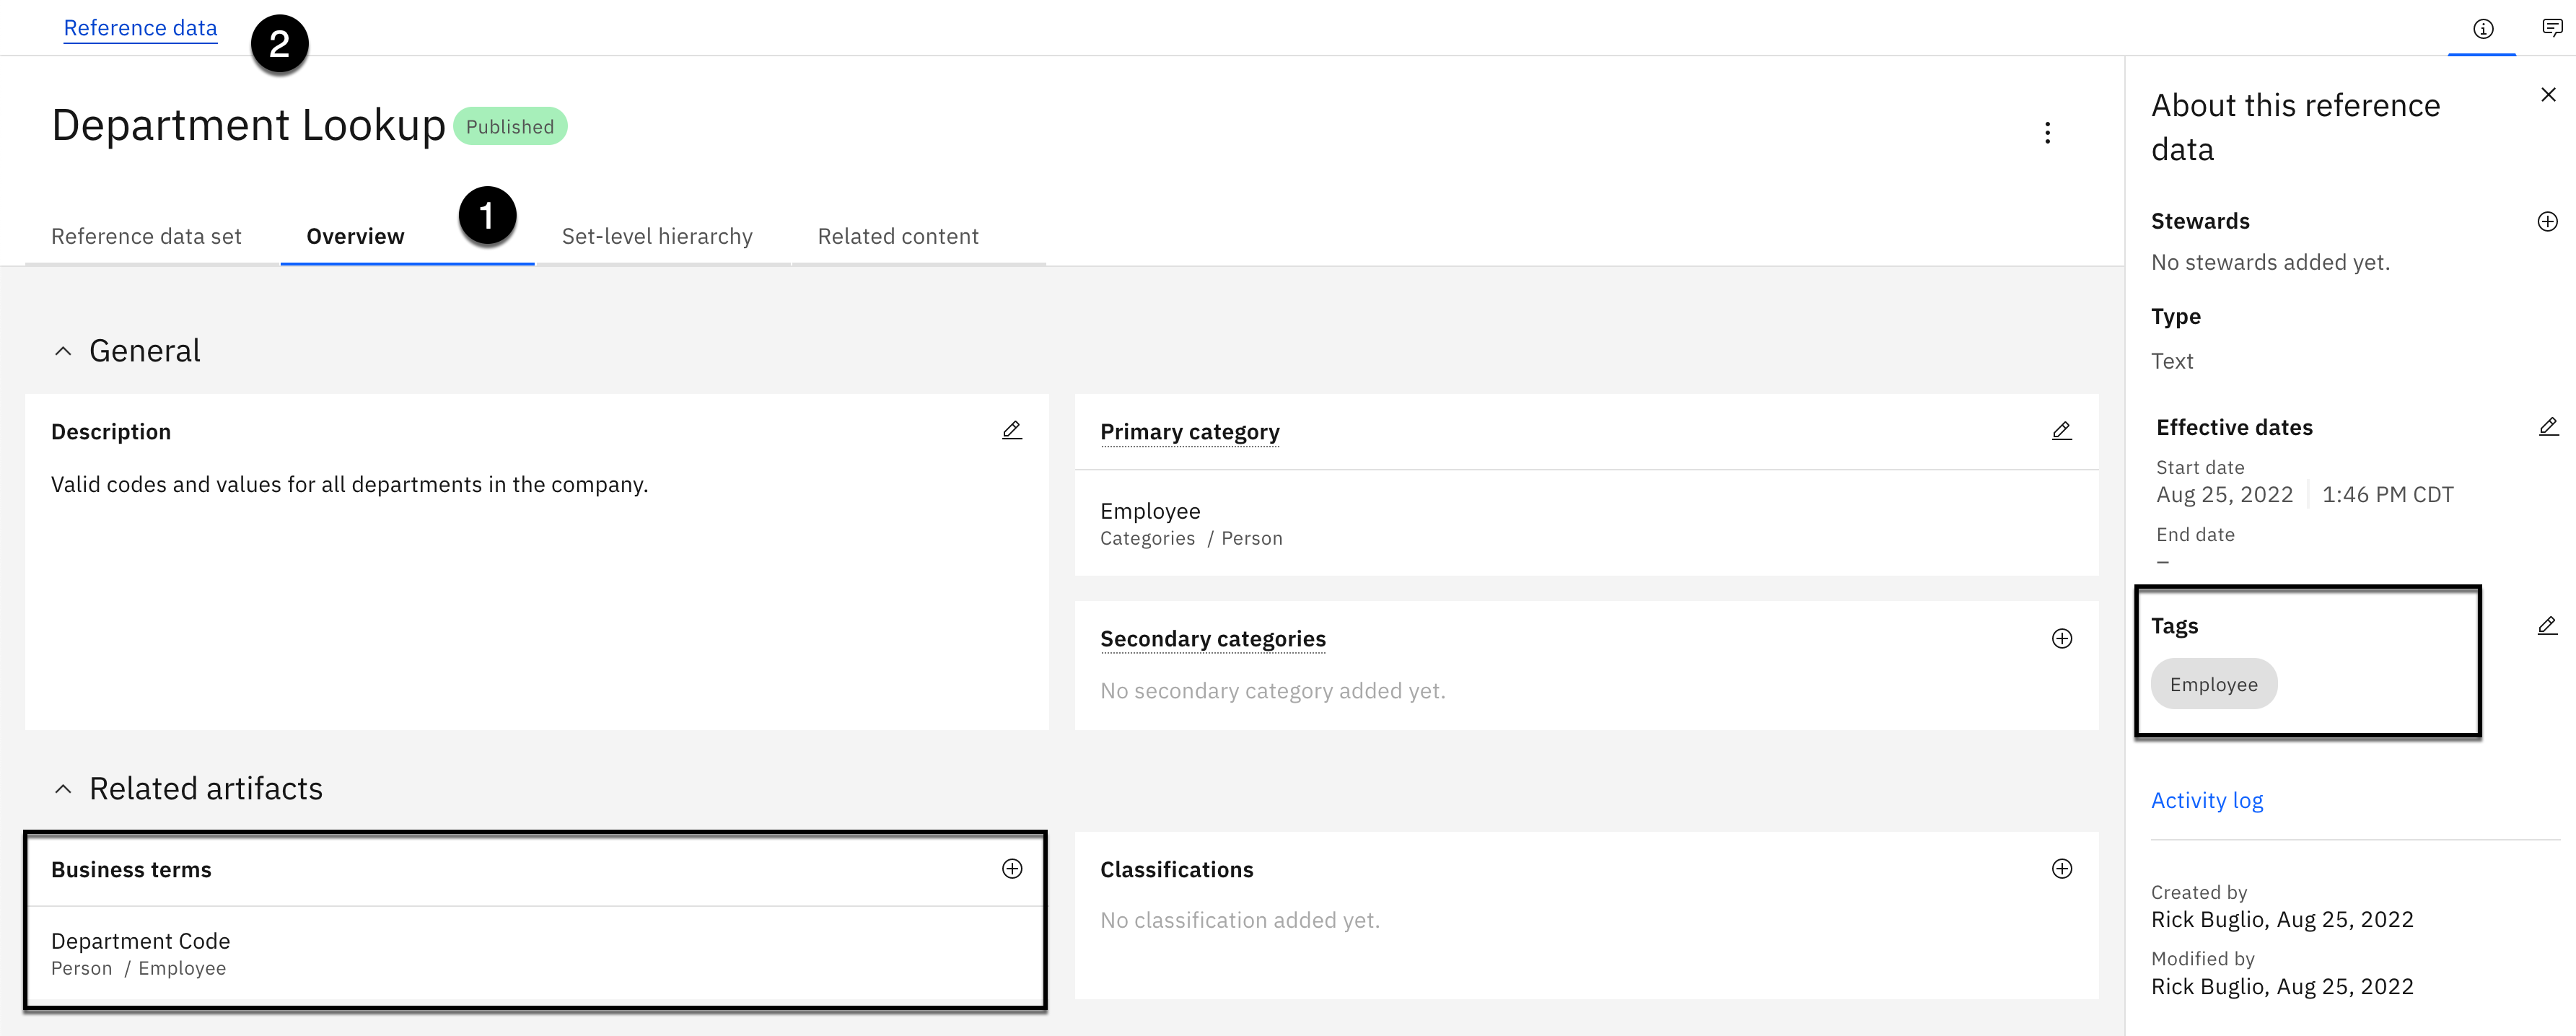 Reference data
2
Department Lookup
Published
1
Reference data set
Overview
Set-level hierarchy
Related content
General
Description
Valid codes and values for all departments in the company.
Primary category
Employee
Categories / Person
Secondary categories
No secondary category added yet.
Related artifacts
Business terms
Department Code
Person / Employee
Classifications
No classification added yet.
About this reference
data
Stewards
No stewards added yet.
Type
Text
Effective dates
Start date
Aug 25, 2022 1:46 PM CDT
End date
–
Tags
Employee
Activity log
Created by
Rick Buglio, Aug 25, 2022
Modified by
Rick Buglio, Aug 25, 2022